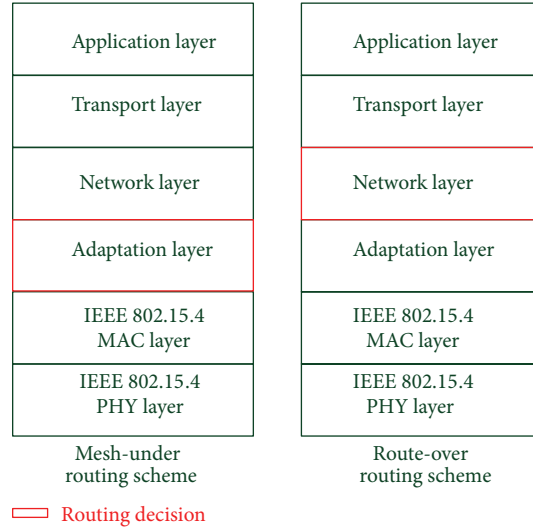 Application layer
Transport layer
Network layer
Adaptation layer
IEEE 802.15.4
MAC layer
IEEE 802.15.4
PHY layer
Mesh-under
routing scheme
Application layer
Transport layer
Network layer
Adaptation layer
IEEE 802.15.4
MAC layer
IEEE 802.15.4
PHY layer
Route-over
routing scheme
Routing decision